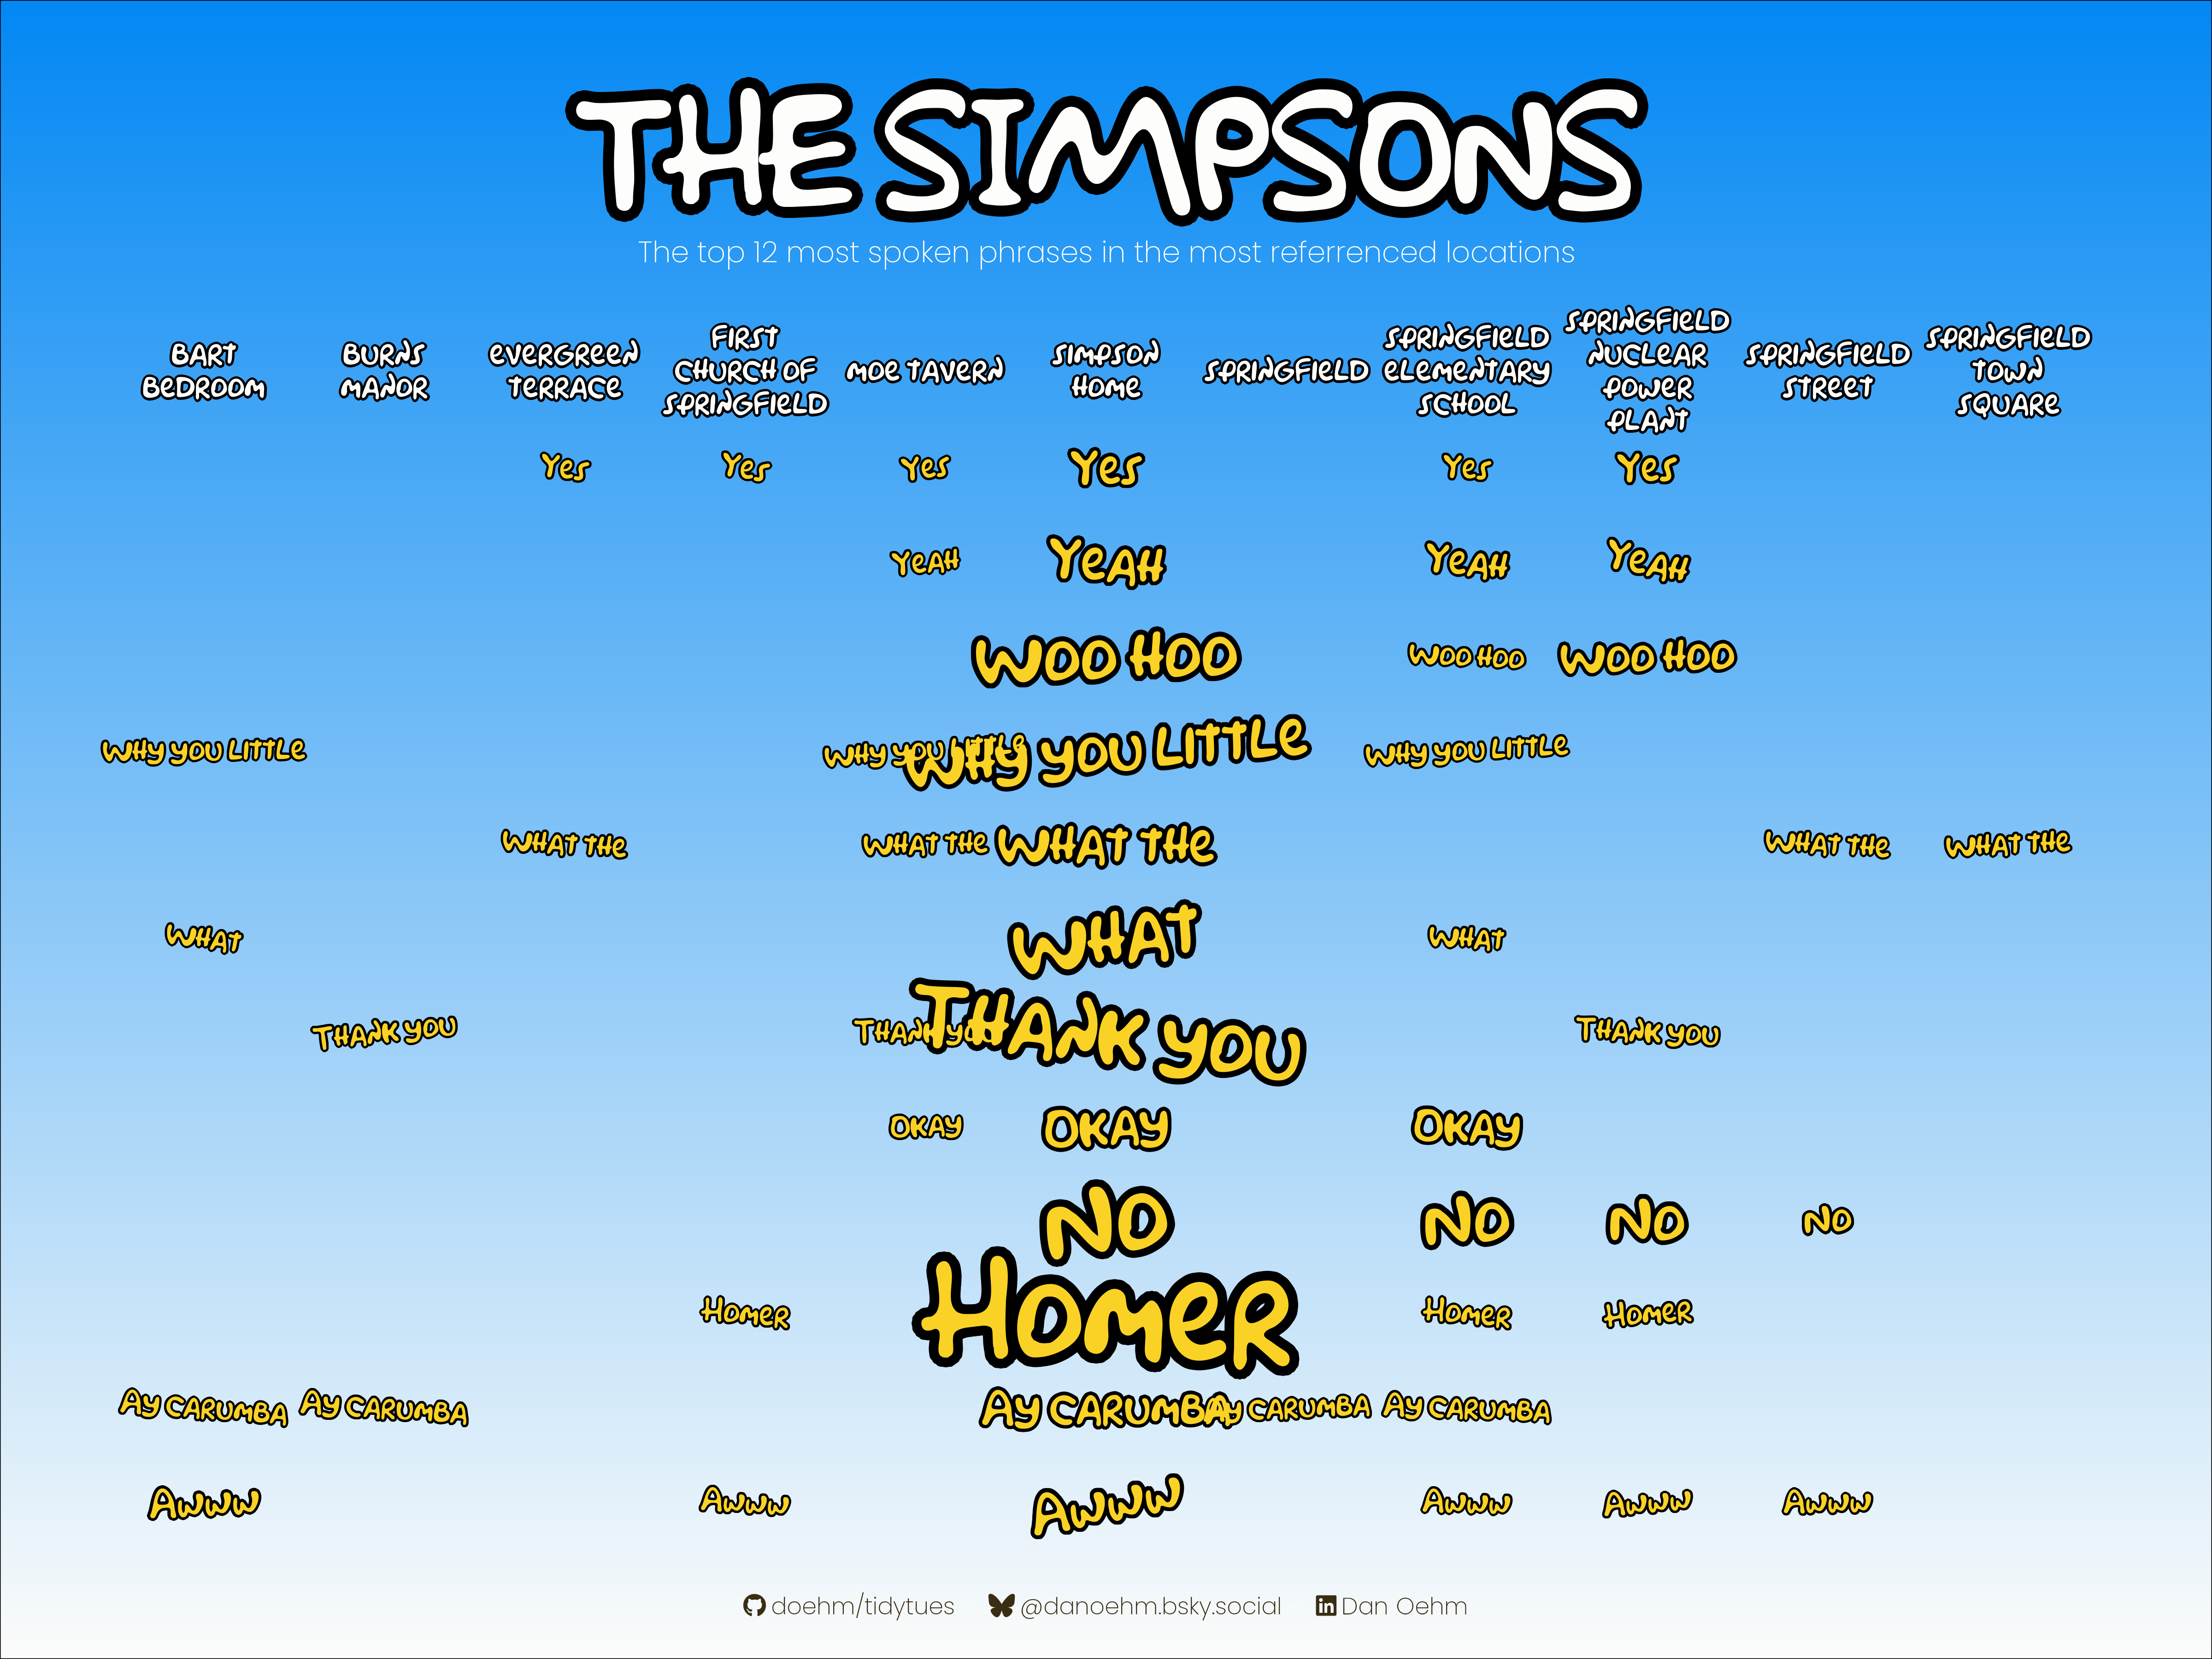 THE SIMPSONS
The top 12 most spoken phrases in the most referrenced locations
BART BEDROOM
BURNS MANOR
EVERGREEN TERRACE
FIRST CHURCH OF SPRINGFIELD
MOE TAVERN
SIMPSON HOME
SPRINGFIELD
SPRINGFIELD ELEMENTARY SCHOOL
SPRINGFIELD NUCLEAR POWER PLANT
SPRINGFIELD STREET
SPRINGFIELD TOWN SQUARE
YES YES YES YES YES YES
YEAH YEAH YEAH YEAH
WOO HOO WOO HOO WOO HOO
WHY YOU LITTLE WHY YOU LITTLE WHY YOU LITTLE WHY YOU LITTLE
WHAT THE WHAT THE WHAT THE WHAT THE WHAT THE
WHAT WHAT WHAT
THANK YOU THANK YOU THANK YOU THANK YOU
OKAY OKAY OKAY
NO NO NO NO
HOMER HOMER HOMER HOMER
AY CARUMBA AY CARUMBA AY CARUMBA AY CARUMBA AY CARUMBA
AWWW AWWW AWWW AWWW AWWW AWWW
doehm/tidytues @danoehm.bsky.social Dan Oehm